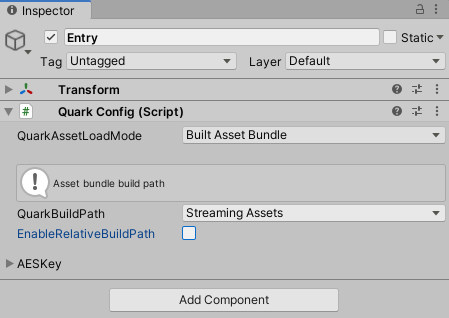 Inspector
Entry
Static
Tag Untagged Layer Default
Transform
# Quark Config (Script)
QuarkAssetLoadMode Built Asset Bundle
Asset bundle build path
QuarkBuildPath Streaming Assets
EnableRelativeBuildPath
AESKey
Add Component